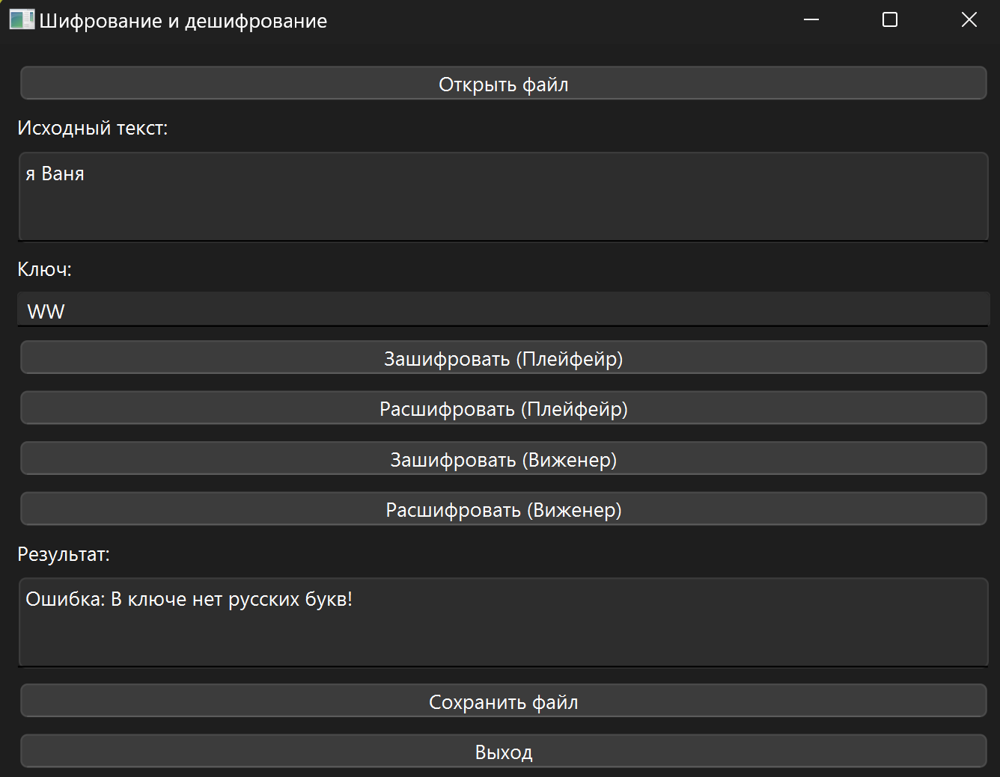 Шифрование и дешифрование
Открыть файл
Исходный текст:
я Ваня
Ключ:
WW
Зашифровать (Плейфейр)
Расшифровать (Плейфейр)
Зашифровать (Виженер)
Расшифровать (Виженер)
Результат:
Ошибка: В ключе нет русских букв!
Сохранить файл
Выход